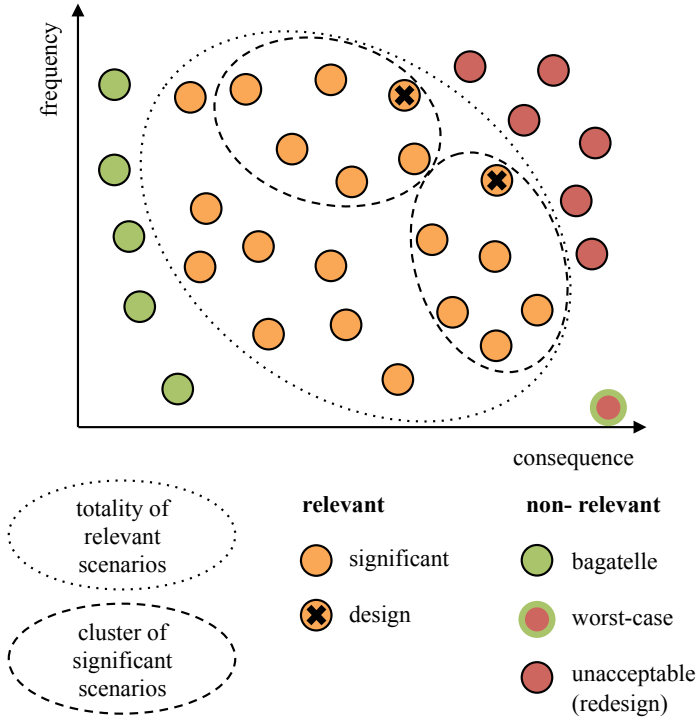 frequency
consequence
totality of
relevant
scenarios
cluster of
significant
scenarios
relevant
significant
design
non- relevant
bagatelle
worst-case
unacceptable
(redesign)